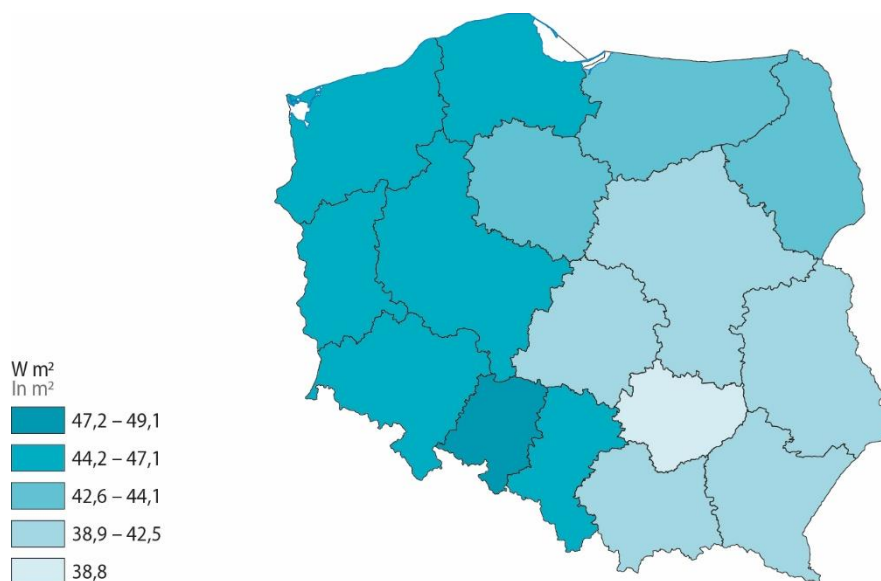 W m²
In m²
47,2 – 49,1
44,2 – 47,1
42,6 – 44,1
38,9 – 42,5
38,8